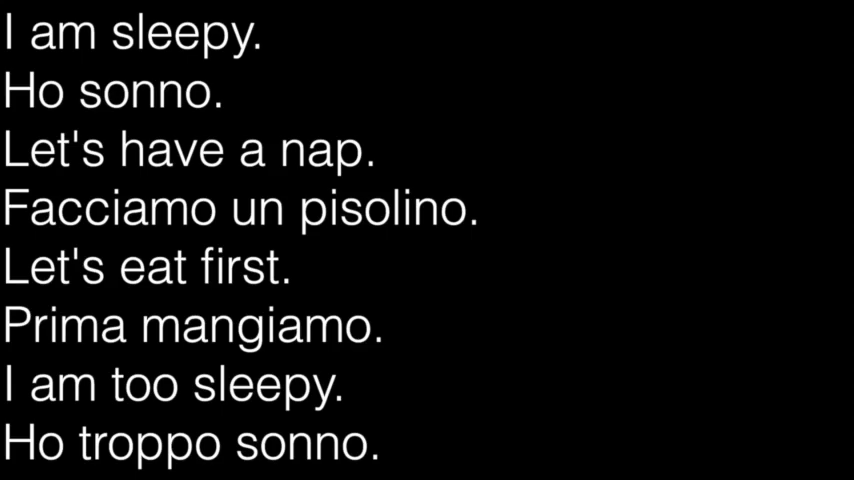 I am sleepy.
Ho sonno.
Let's have a nap.
Facciamo un pisolino.
Let's eat first.
Prima mangiamo.
I am too sleepy.
Ho troppo sonno.